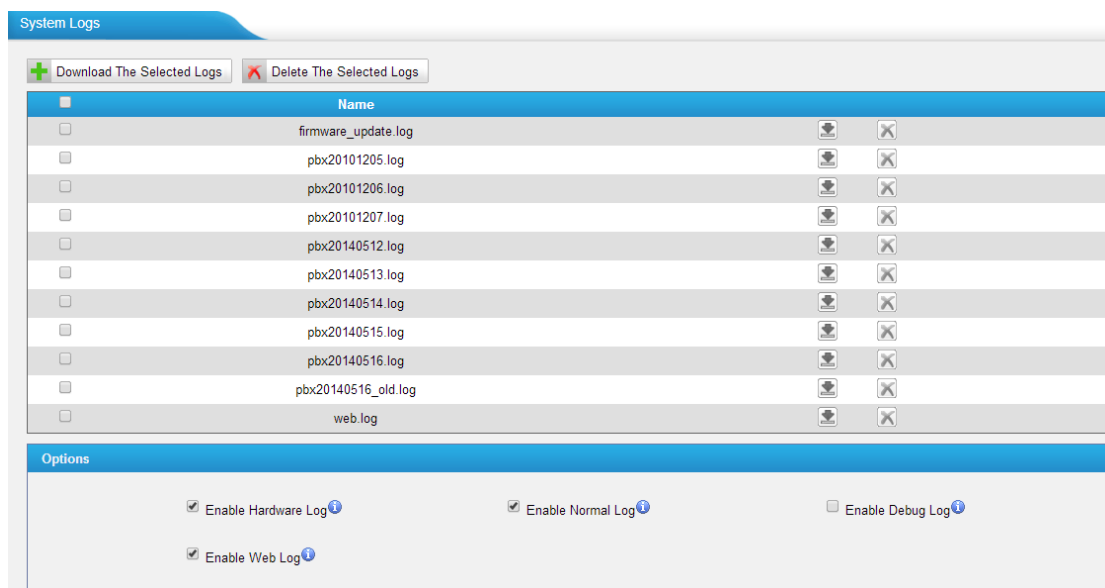 System Logs
Download The Selected Logs Delete The Selected Logs
Name
firmware_update.log
pbx20101205.log
pbx20101206.log
pbx20101207.log
pbx20140512.log
pbx20140513.log
pbx20140514.log
pbx20140515.log
pbx20140516.log
pbx20140516_old.log
web.log
Options
Enable Hardware Log Enable Normal Log Enable Debug Log
Enable Web Log